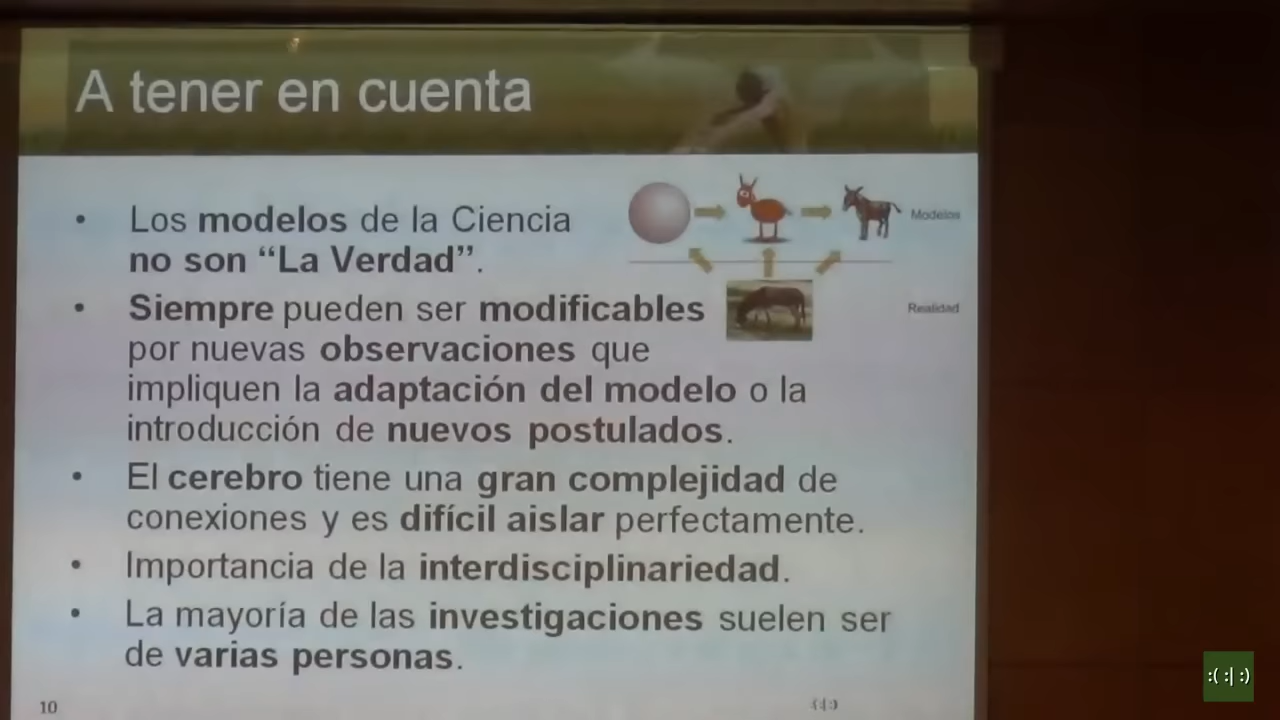 A tener en cuenta
• Los modelos de la Ciencia
no son “La Verdad”.
Modelos
• Siempre pueden ser modificables
Realidad
por nuevas observaciones que
impliquen la adaptación del modelo o la
introducción de nuevos postulados.
• El cerebro tiene una gran complejidad de
conexiones y es difícil aislar perfectamente.
• Importancia de la interdisciplinariedad.
• La mayoría de las investigaciones suelen ser
de varias personas.
10
:( :| :)
:( :| :)